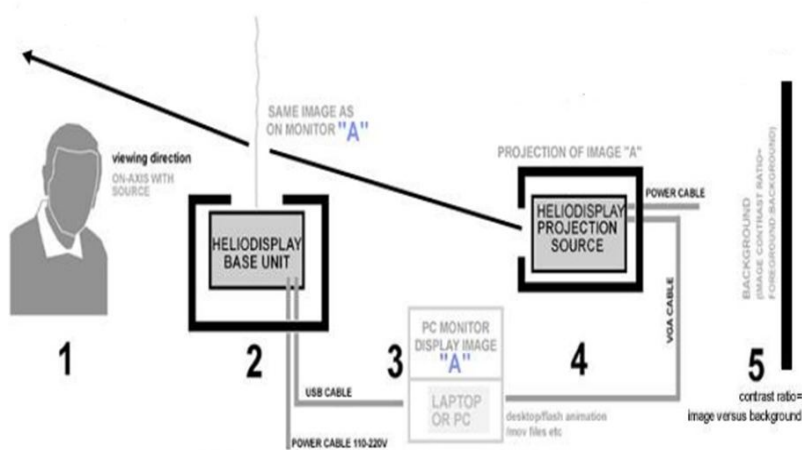 SAME IMAGE AS
ON MONITOR "A"
viewing direction
ON-AXIS WITH
SOURCE
PROJECTION OF IMAGE "A"
HELIODISPLAY
BASE UNIT
HELIODISPLAY
PROJECTION
SOURCE
POWER CABLE
VGA CABLE
BACKGROUND
(IMAGE CONTRAST RATIO=
FOREGROUND:BACKGROUND)
1
2
3
4
5
PC MONITOR
DISPLAY IMAGE
"A"
LAPTOP
OR PC
USB CABLE
POWER CABLE 110-220V
desktop/flash animation
/mov files etc
contrast ratio=
image versus background